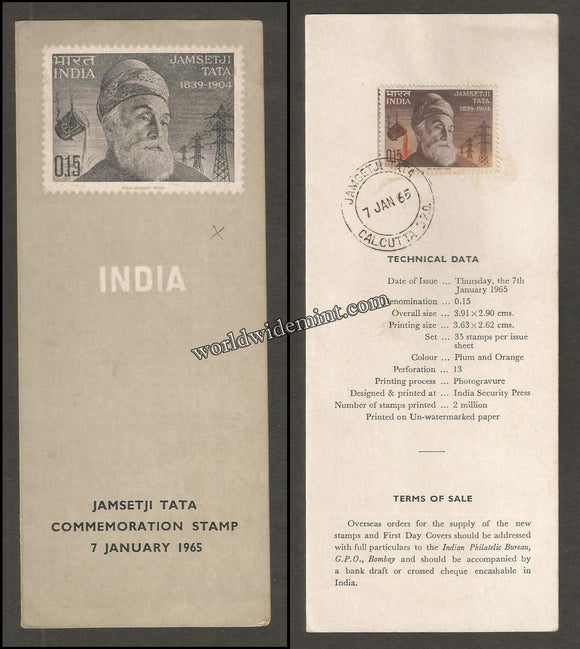 भारत
INDIA
JAMSETJI
TATA
1839-1904
0.15
INDIA
JAMSETJI TATA
COMMEMORATION STAMP
7 JANUARY 1965
भारत
INDIA
JAMSETJI
TATA
1839-1904
0.15
JAMSETJI TATA
7 JAN 65
CALCUTTA G.P.O.
TECHNICAL DATA
Date of Issue ... Thursday, the 7th
January 1965
Denomination ... 0.15
Overall size ... 3.91 × 2.90 cms.
Printing size ... 3.63 × 2.62 cms.
Set ... 35 stamps per issue
sheet
Colour ... Plum and Orange
Perforation ... 13
Printing process ... Photogravure
Designed & printed at ... India Security Press
Number of stamps printed ... 2 million
Printed on Un-watermarked paper
TERMS OF SALE
Overseas orders for the supply of the new
stamps and First Day Covers should be addressed
with full particulars to the Indian Philatelic Bureau,
G.P.O., Bombay and should be accompanied by
a bank draft or crossed cheque encashable in
India.
worldwidemint.com